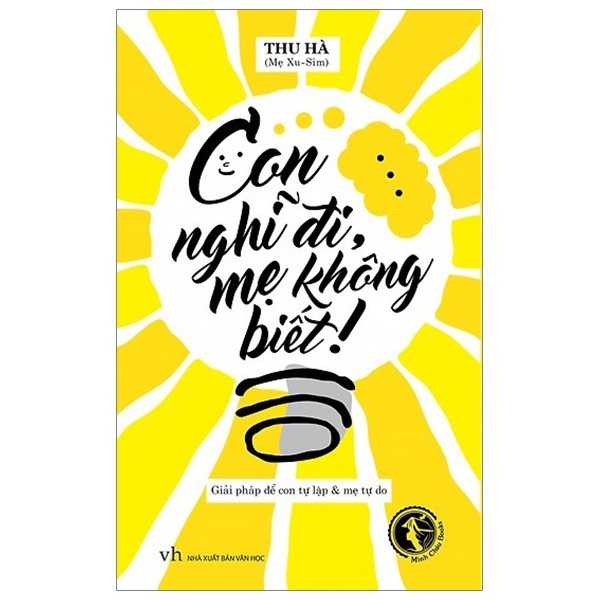 THU HÀ
(Mẹ Xu-Sim)
Con
nghĩ đi,
mẹ không
biết!
Giải pháp để con tự lập & mẹ tự do
Minh Châu Books
vh NHÀ XUẤT BẢN VĂN HỌC